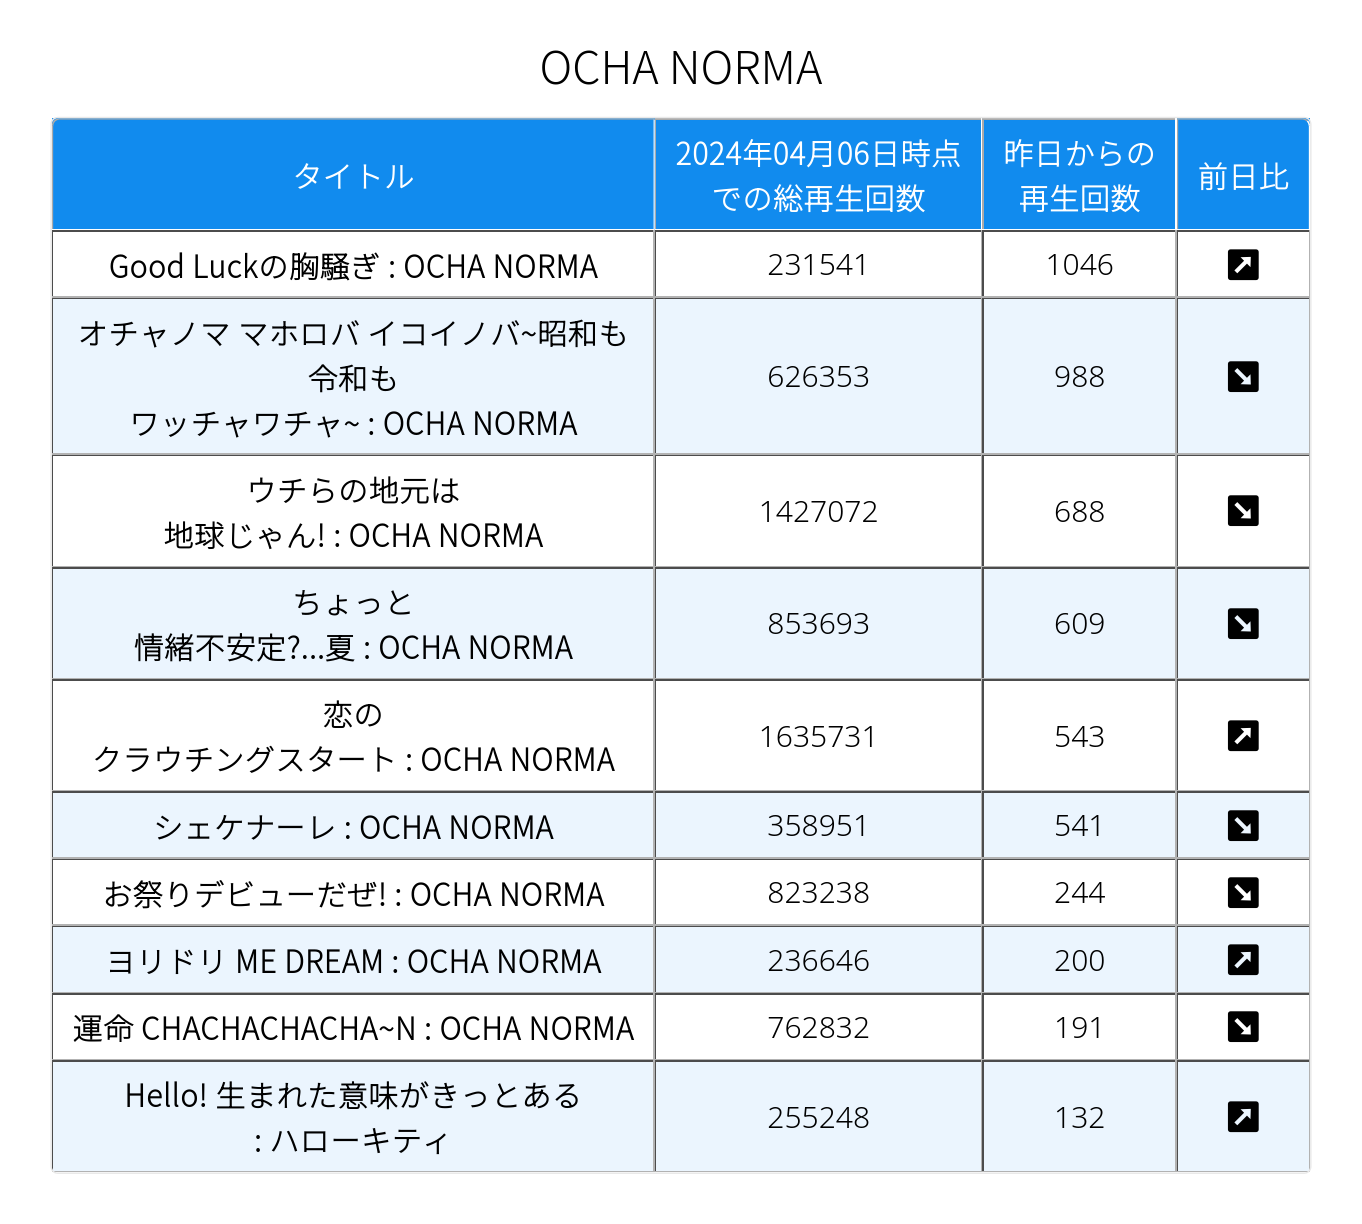 OCHA NORMA
タイトル
2024年04月06日時点
での総再生回数
昨日からの
再生回数
前日比
Good Luckの胸騒ぎ : OCHA NORMA
231541
1046
オチャノマ マホロバ イコイノバ~昭和も
令和も
ワッチャワチャ~ : OCHA NORMA
626353
988
ウチらの地元は
地球じゃん! : OCHA NORMA
1427072
688
ちょっと
情緒不安定?...夏 : OCHA NORMA
853693
609
恋の
クラウチングスタート : OCHA NORMA
1635731
543
シェケナーレ : OCHA NORMA
358951
541
お祭りデビューだぜ! : OCHA NORMA
823238
244
ヨリドリ ME DREAM : OCHA NORMA
236646
200
運命 CHACHACHACHA~N : OCHA NORMA
762832
191
Hello! 生まれた意味がきっとある
: ハローキティ
255248
132